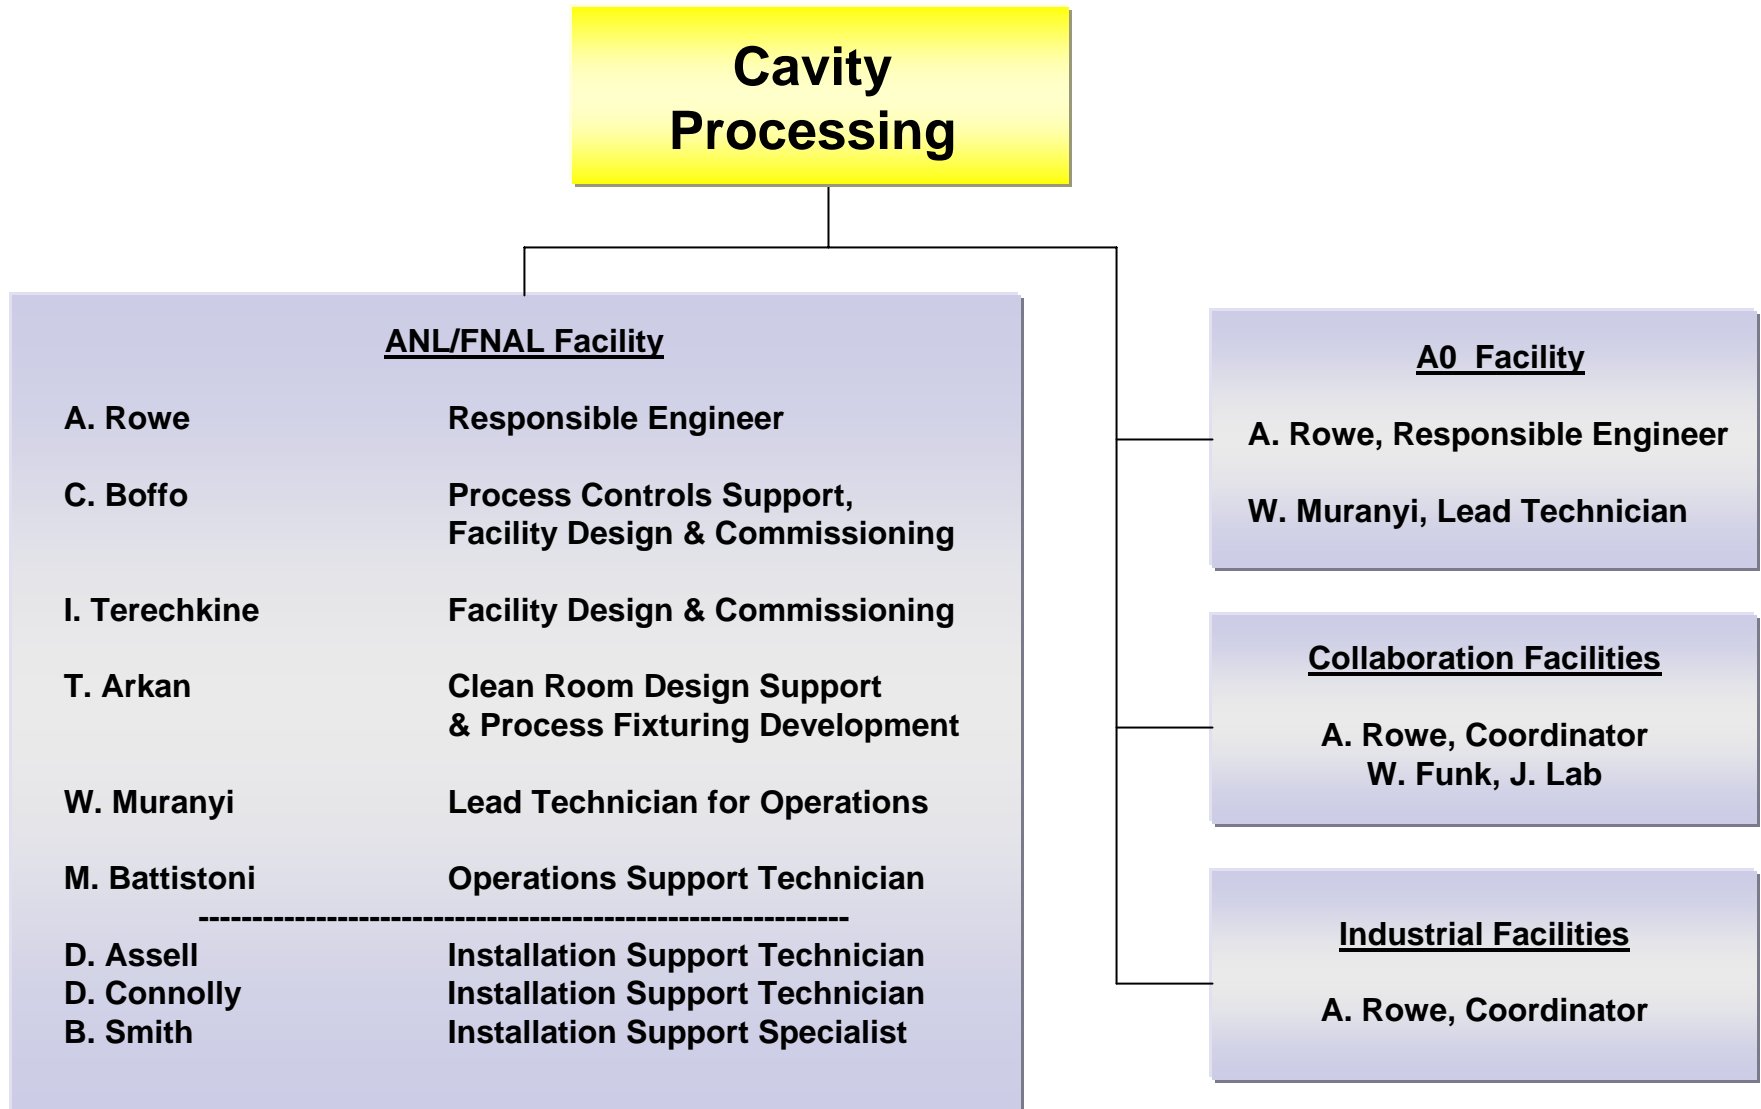 Cavity
Processing
ANL/FNAL Facility
A. Rowe Responsible Engineer
C. Boffo Process Controls Support,
Facility Design & Commissioning
I. Terechkine Facility Design & Commissioning
T. Arkan Clean Room Design Support
& Process Fixturing Development
W. Muranyi Lead Technician for Operations
M. Battistoni Operations Support Technician
-------------------------------------------------------------
D. Assell Installation Support Technician
D. Connolly Installation Support Technician
B. Smith Installation Support Specialist
A0 Facility
A. Rowe, Responsible Engineer
W. Muranyi, Lead Technician
Collaboration Facilities
A. Rowe, Coordinator
W. Funk, J. Lab
Industrial Facilities
A. Rowe, Coordinator